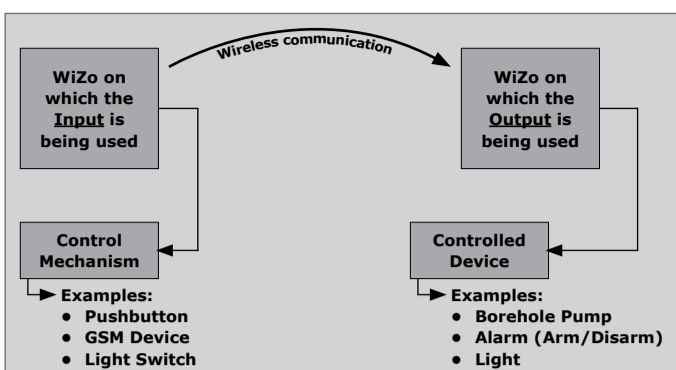 Wireless communication
WiZo on
which the
Input is
being used
WiZo on
which the
Output is
being used
Control
Mechanism
Controlled
Device
Examples:
● Pushbutton
● GSM Device
● Light Switch
Examples:
● Borehole Pump
● Alarm (Arm/Disarm)
● Light